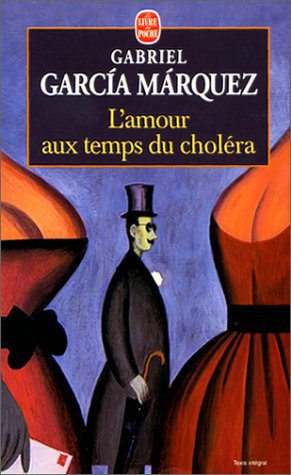 LE LIVRE
DE
POCHE
GABRIEL
GARCÍA MÁRQUEZ
L'amour
aux temps du choléra
Texte intégral